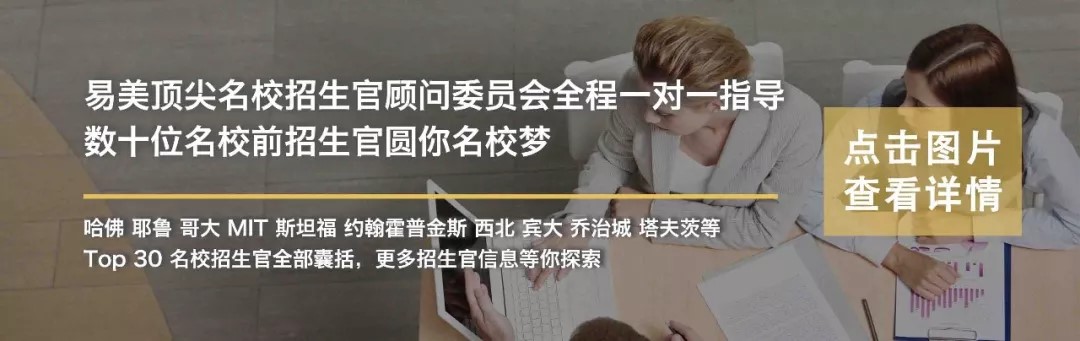 易美顶尖名校招生官顾问委员会全程一对一指导
数十位名校前招生官圆你名校梦
哈佛 耶鲁 哥大 MIT 斯坦福 约翰霍普金斯 西北 宾大 乔治城 塔夫茨等
Top 30 名校招生官全部囊括，更多招生官信息等你探索
点击图片
查看详情